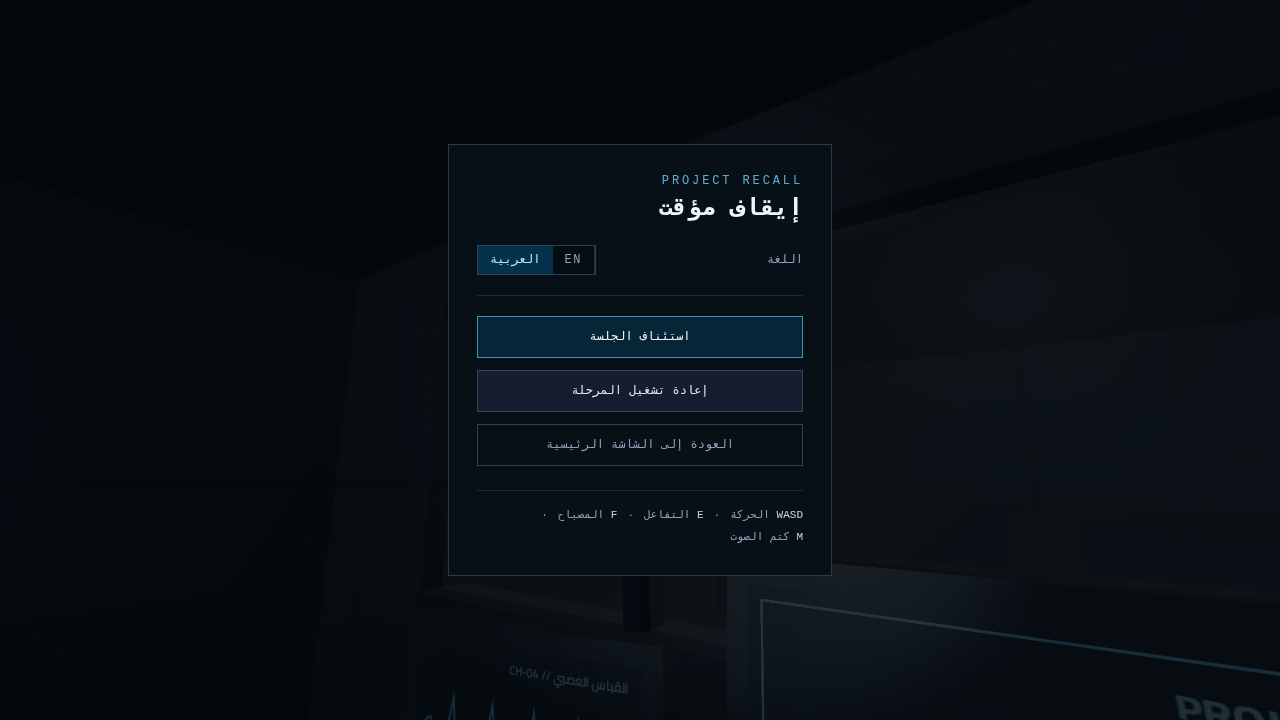 PROJECT RECALL
إيقاف مؤقت
اللغة
EN العربية
استئناف الجلسة
إعادة تشغيل المرحلة
العودة إلى الشاشة الرئيسية
WASD الحركة · E التفاعل · F المصباح ·
M كتم الصوت
القياس العصبي // CH-04